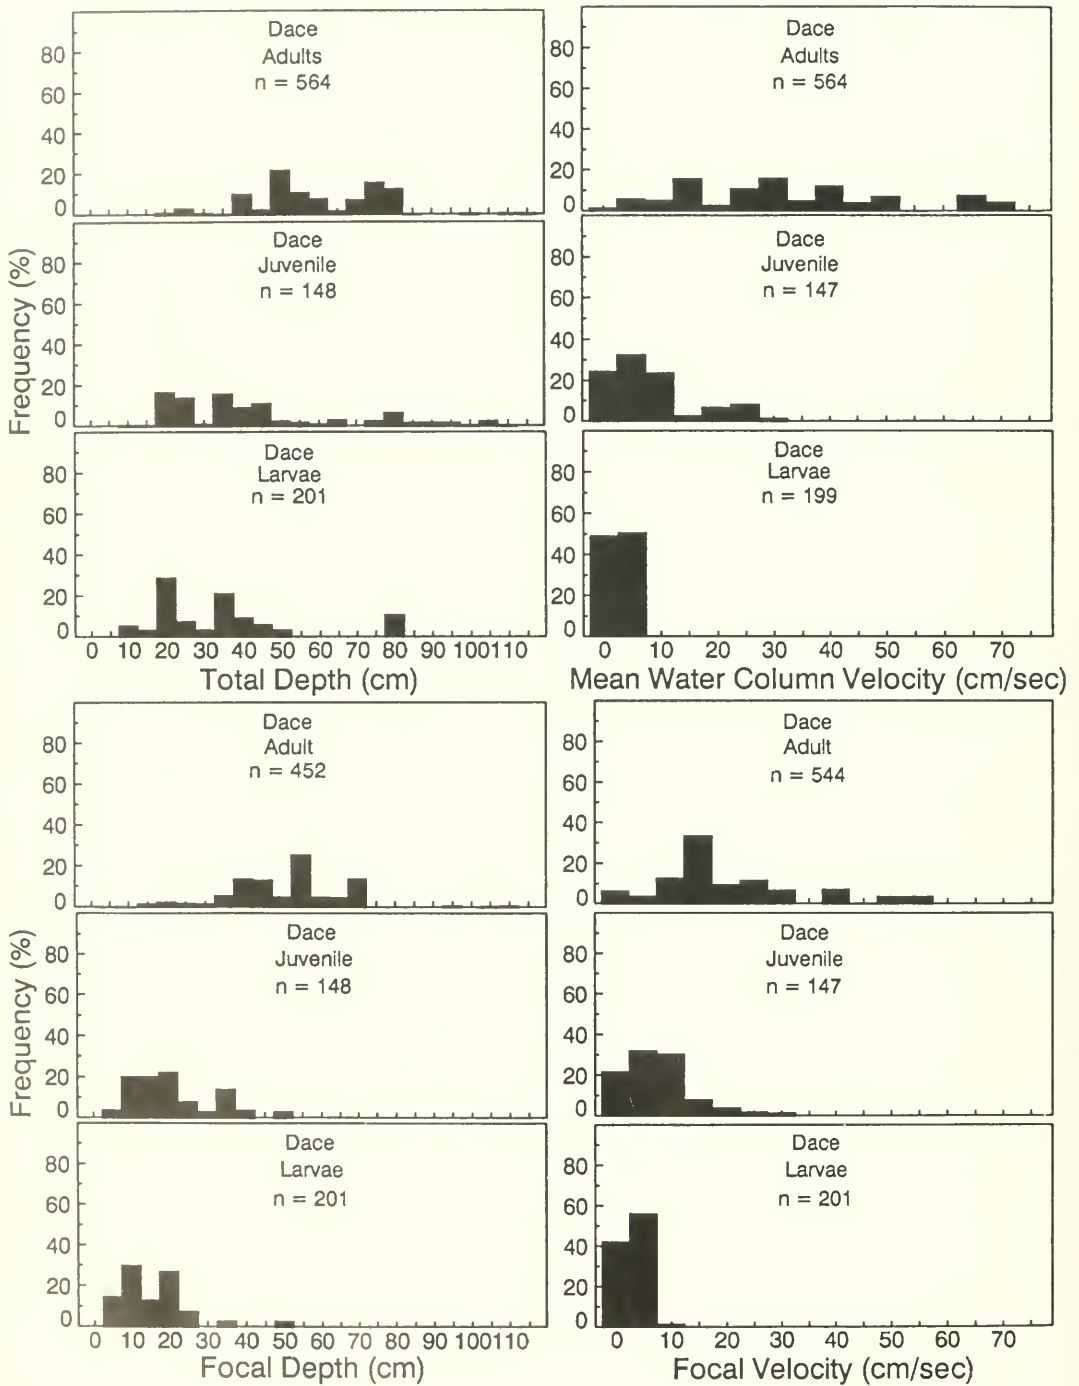 80
60
40
20
0
Dace
Adults
n = 564
80
60
40
20
0
Dace
Adults
n = 564
Frequency (%)
80
60
40
20
0
Dace
Juvenile
n = 148
80
60
40
20
0
Dace
Juvenile
n = 147
80
60
40
20
0
Dace
Larvae
n = 201
80
60
40
20
0
Dace
Larvae
n = 199
0 10 20 30 40 50 60 70 80 90 100 110
Total Depth (cm)
0 10 20 30 40 50 60 70
Mean Water Column Velocity (cm/sec)
80
60
40
20
0
Dace
Adult
n = 452
80
60
40
20
0
Dace
Adult
n = 544
Frequency (%)
80
60
40
20
0
Dace
Juvenile
n = 148
80
60
40
20
0
Dace
Juvenile
n = 147
80
60
40
20
0
Dace
Larvae
n = 201
80
60
40
20
0
Dace
Larvae
n = 201
0 10 20 30 40 50 60 70 80 90 100 110
Focal Depth (cm)
0 10 20 30 40 50 60 70
Focal Velocity (cm/sec)